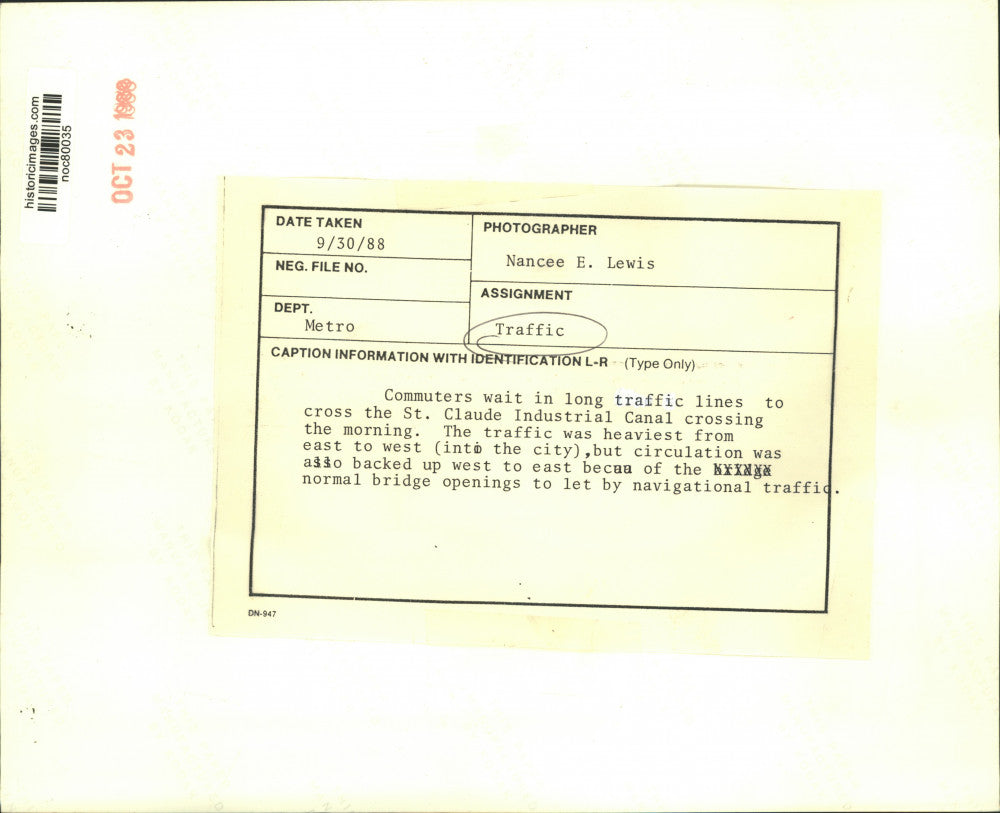 historicimages.com
noc80035
OCT 23
DATE TAKEN
9/30/88
PHOTOGRAPHER
Nancee E. Lewis
NEG. FILE NO.
ASSIGNMENT
Traffic
DEPT.
Metro
CAPTION INFORMATION WITH IDENTIFICATION L-R (Type Only)
Commuters wait in long traffic lines to
cross the St. Claude Industrial Canal crossing
the morning. The traffic was heaviest from
east to west (into the city),but circulation was
also backed up west to east of the
normal bridge openings to let by navigational traffic.
DN-947